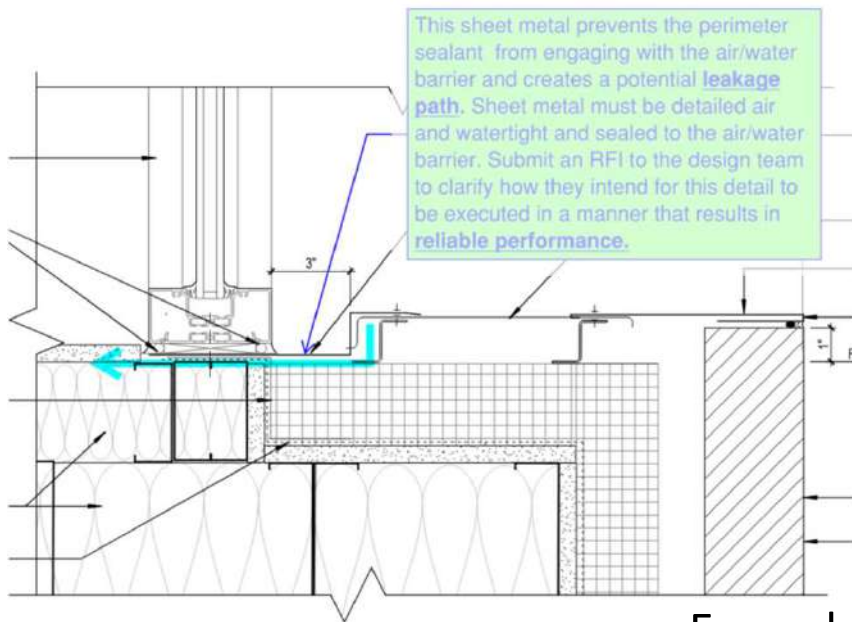 This sheet metal prevents the perimeter
sealant from engaging with the air/water
barrier and creates a potential leakage
path. Sheet metal must be detailed air
and watertight and sealed to the air/water
barrier. Submit an RFI to the design team
to clarify how they intend for this detail to
be executed in a manner that results in
reliable performance.
3"
1"